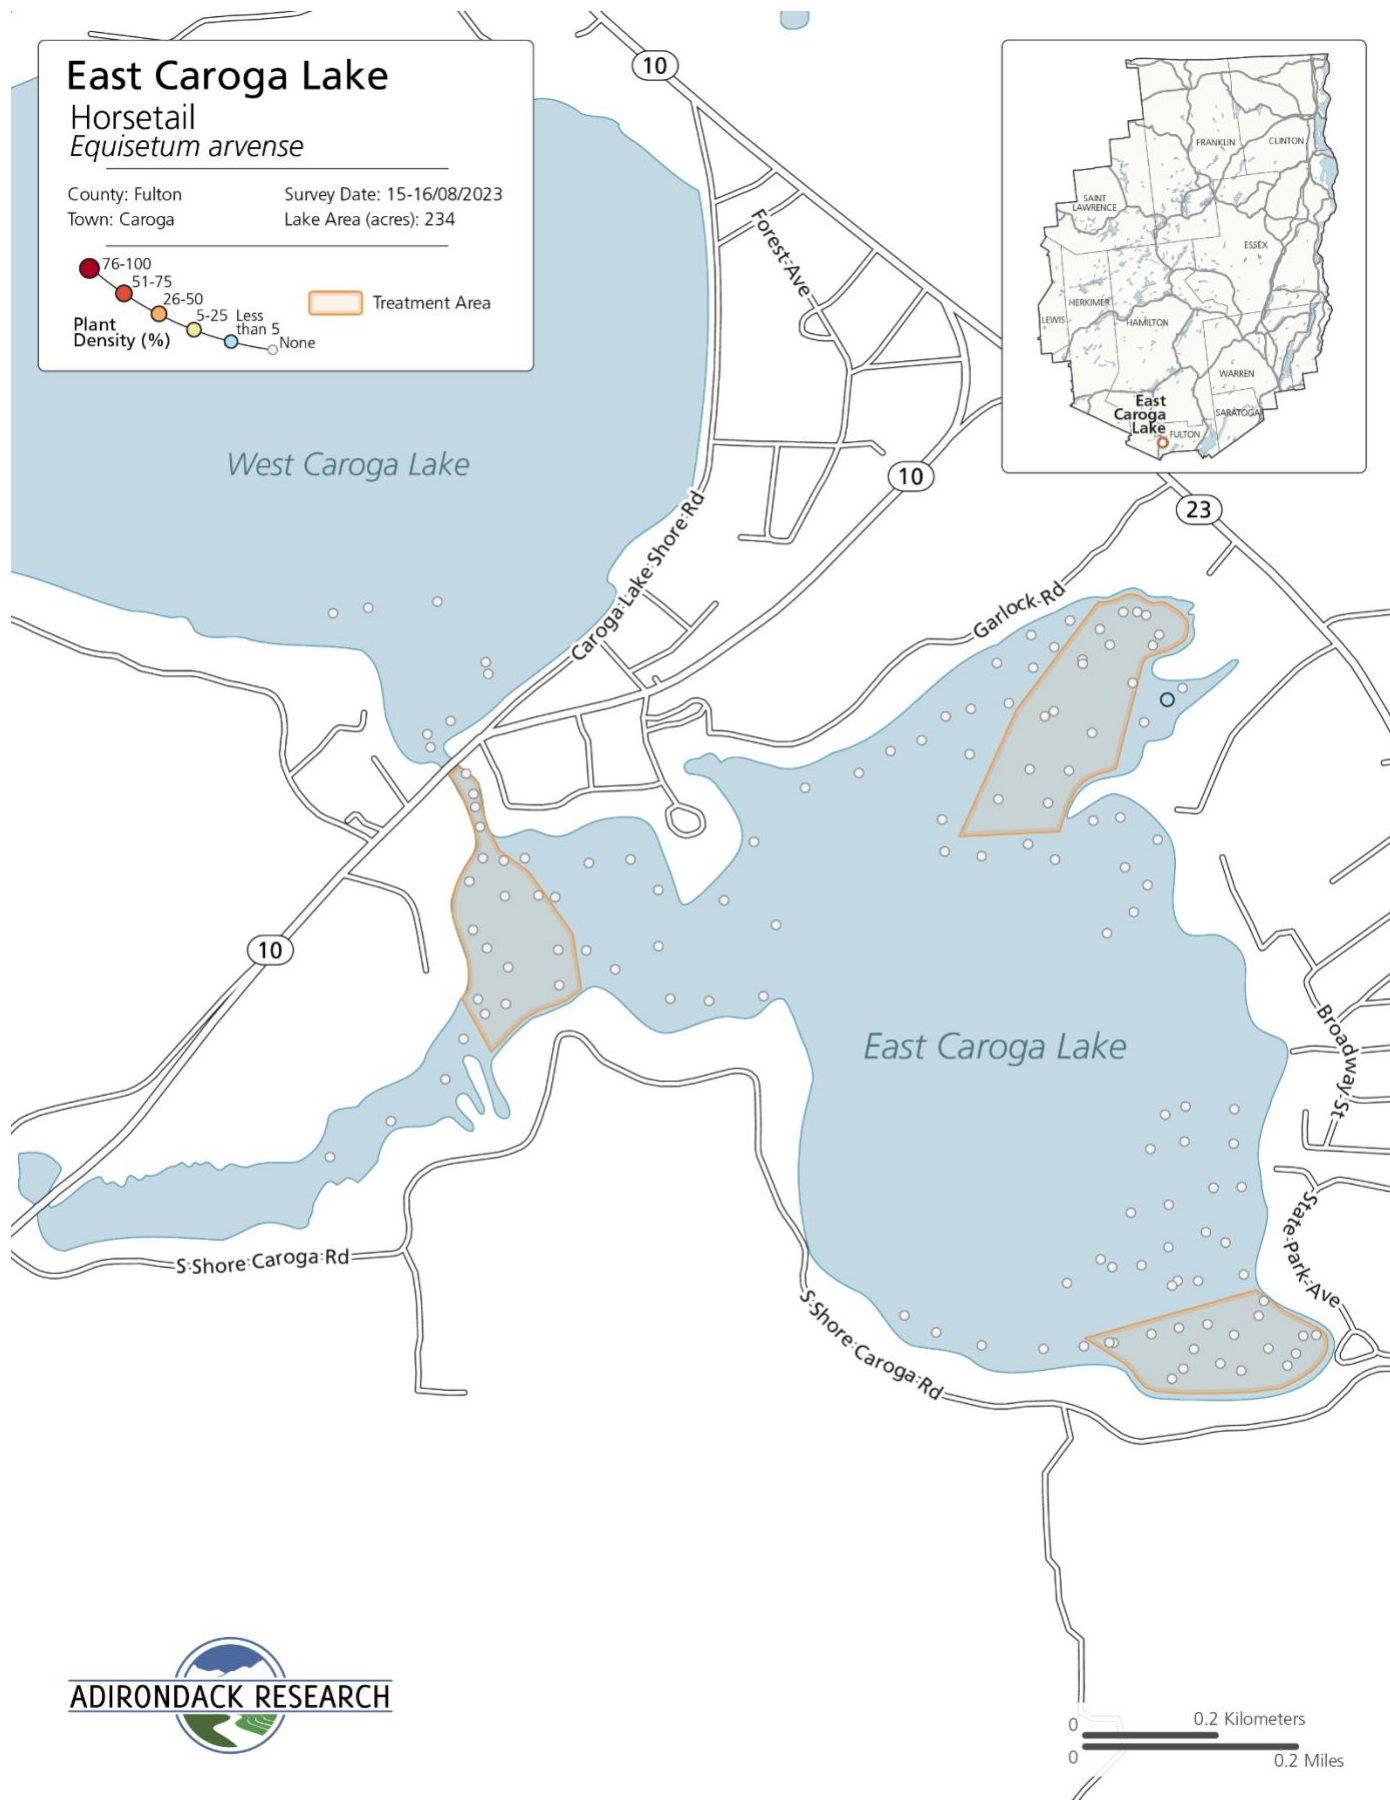 East Caroga Lake
Horsetail
Equisetum arvense
County: Fulton
Survey Date: 15-16/08/2023
Town: Caroga
Lake Area (acres): 234
76-100
51-75
26-50
5-25
Less
than 5
None
Plant
Density (%)
Treatment Area
10
FRANKLIN
CLINTON
SAINT
LAWRENCE
ESSEX
HERKIMER
LEWIS
HAMILTON
WARREN
East
Caroga
Lake
SARATOGA
FULTON
Forest Ave
West Caroga Lake
10
23
Caroga Lake Shore Rd
Garlock Rd
10
East Caroga Lake
Broadway St
State Park Ave
S Shore Caroga Rd
S Shore Caroga Rd
ADIRONDACK RESEARCH
0
0.2 Kilometers
0
0.2 Miles